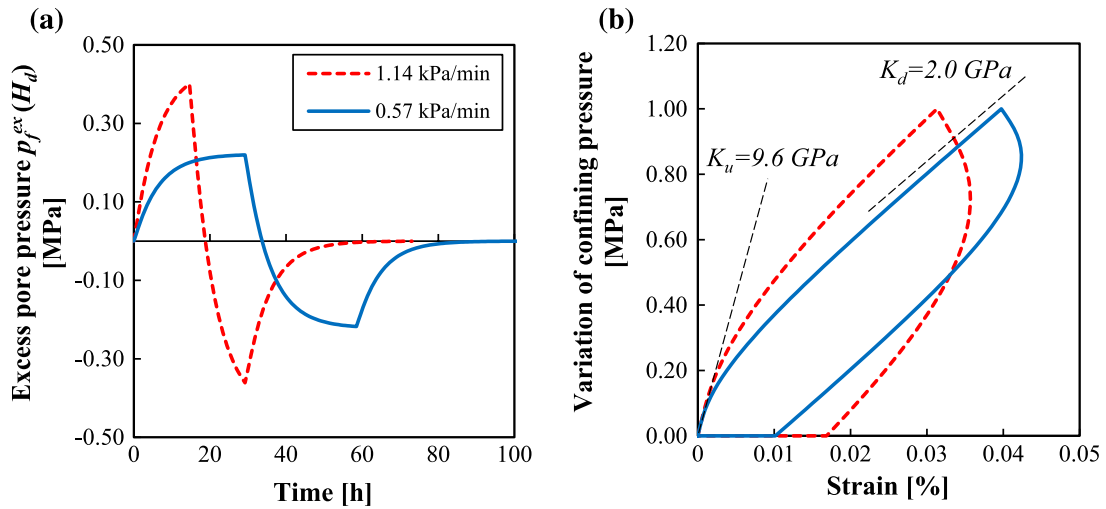 (a)
Excess pore pressure p_f^ex (H_d)
[MPa]
0.50
0.30
0.10
-0.10
-0.30
-0.50
1.14 kPa/min
0.57 kPa/min
0 20 40 60 80 100
Time [h]
(b)
Variation of confining pressure
[MPa]
1.20
1.00
0.80
0.60
0.40
0.20
0.00
K_d=2.0 GPa
K_u=9.6 GPa
0 0.01 0.02 0.03 0.04 0.05
Strain [%]